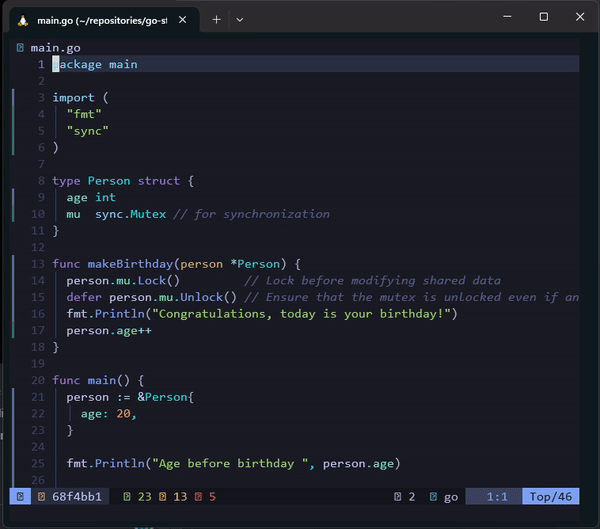 main.go (~/repositories/go-st
main.go
1 package main
2
3 import (
4 "fmt"
5 "sync"
6 )
7
8 type Person struct {
9 age int
10 mu  sync.Mutex // for synchronization
11 }
12
13 func makeBirthday(person *Person) {
14 person.mu.Lock()         // Lock before modifying shared data
15 defer person.mu.Unlock() // Ensure that the mutex is unlocked even if an
16 fmt.Println("Congratulations, today is your birthday!")
17 person.age++
18 }
19
20 func main() {
21 person := &Person{
22 age: 20,
23 }
24
25 fmt.Println("Age before birthday ", person.age)
26
68f4bb1 23 13 5 2 go 1:1 Top/46